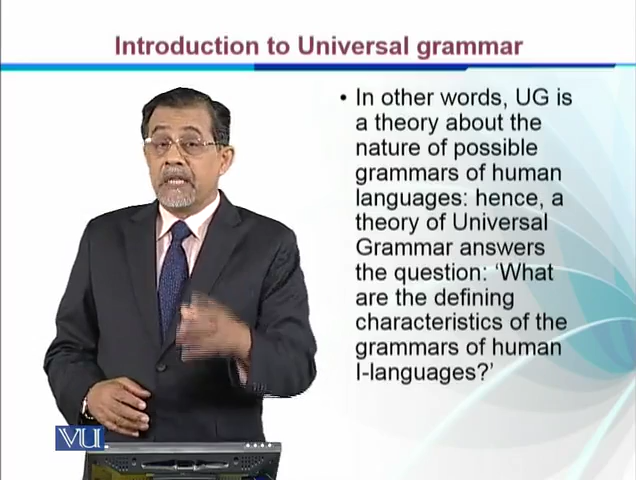 Introduction to Universal grammar
• In other words, UG is
a theory about the
nature of possible
grammars of human
languages: hence, a
theory of Universal
Grammar answers
the question: ‘What
are the defining
characteristics of the
grammars of human
I-languages?’
VU